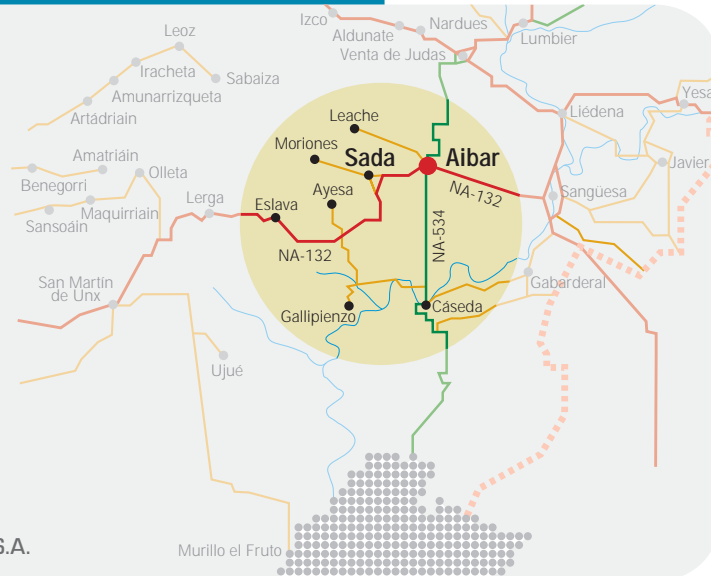 Izco
Leoz
Aldunate
Nardues
Lumbier
Venta de Judas
Iracheta
Sabaiza
Amunarrizqueta
Artádriain
Liédena
Yesa
Leache
Moriones
Sada
Aibar
Amatriáin
Olleta
Benegorri
Maquirriain
Sansoáin
Lerga
Eslava
Ayesa
NA-132
Javier
Sangüesa
NA-534
NA-132
San Martín
de Unx
Gallipienzo
Cáseda
Gabarderal
Ujué
Murillo el Fruto
S.A.